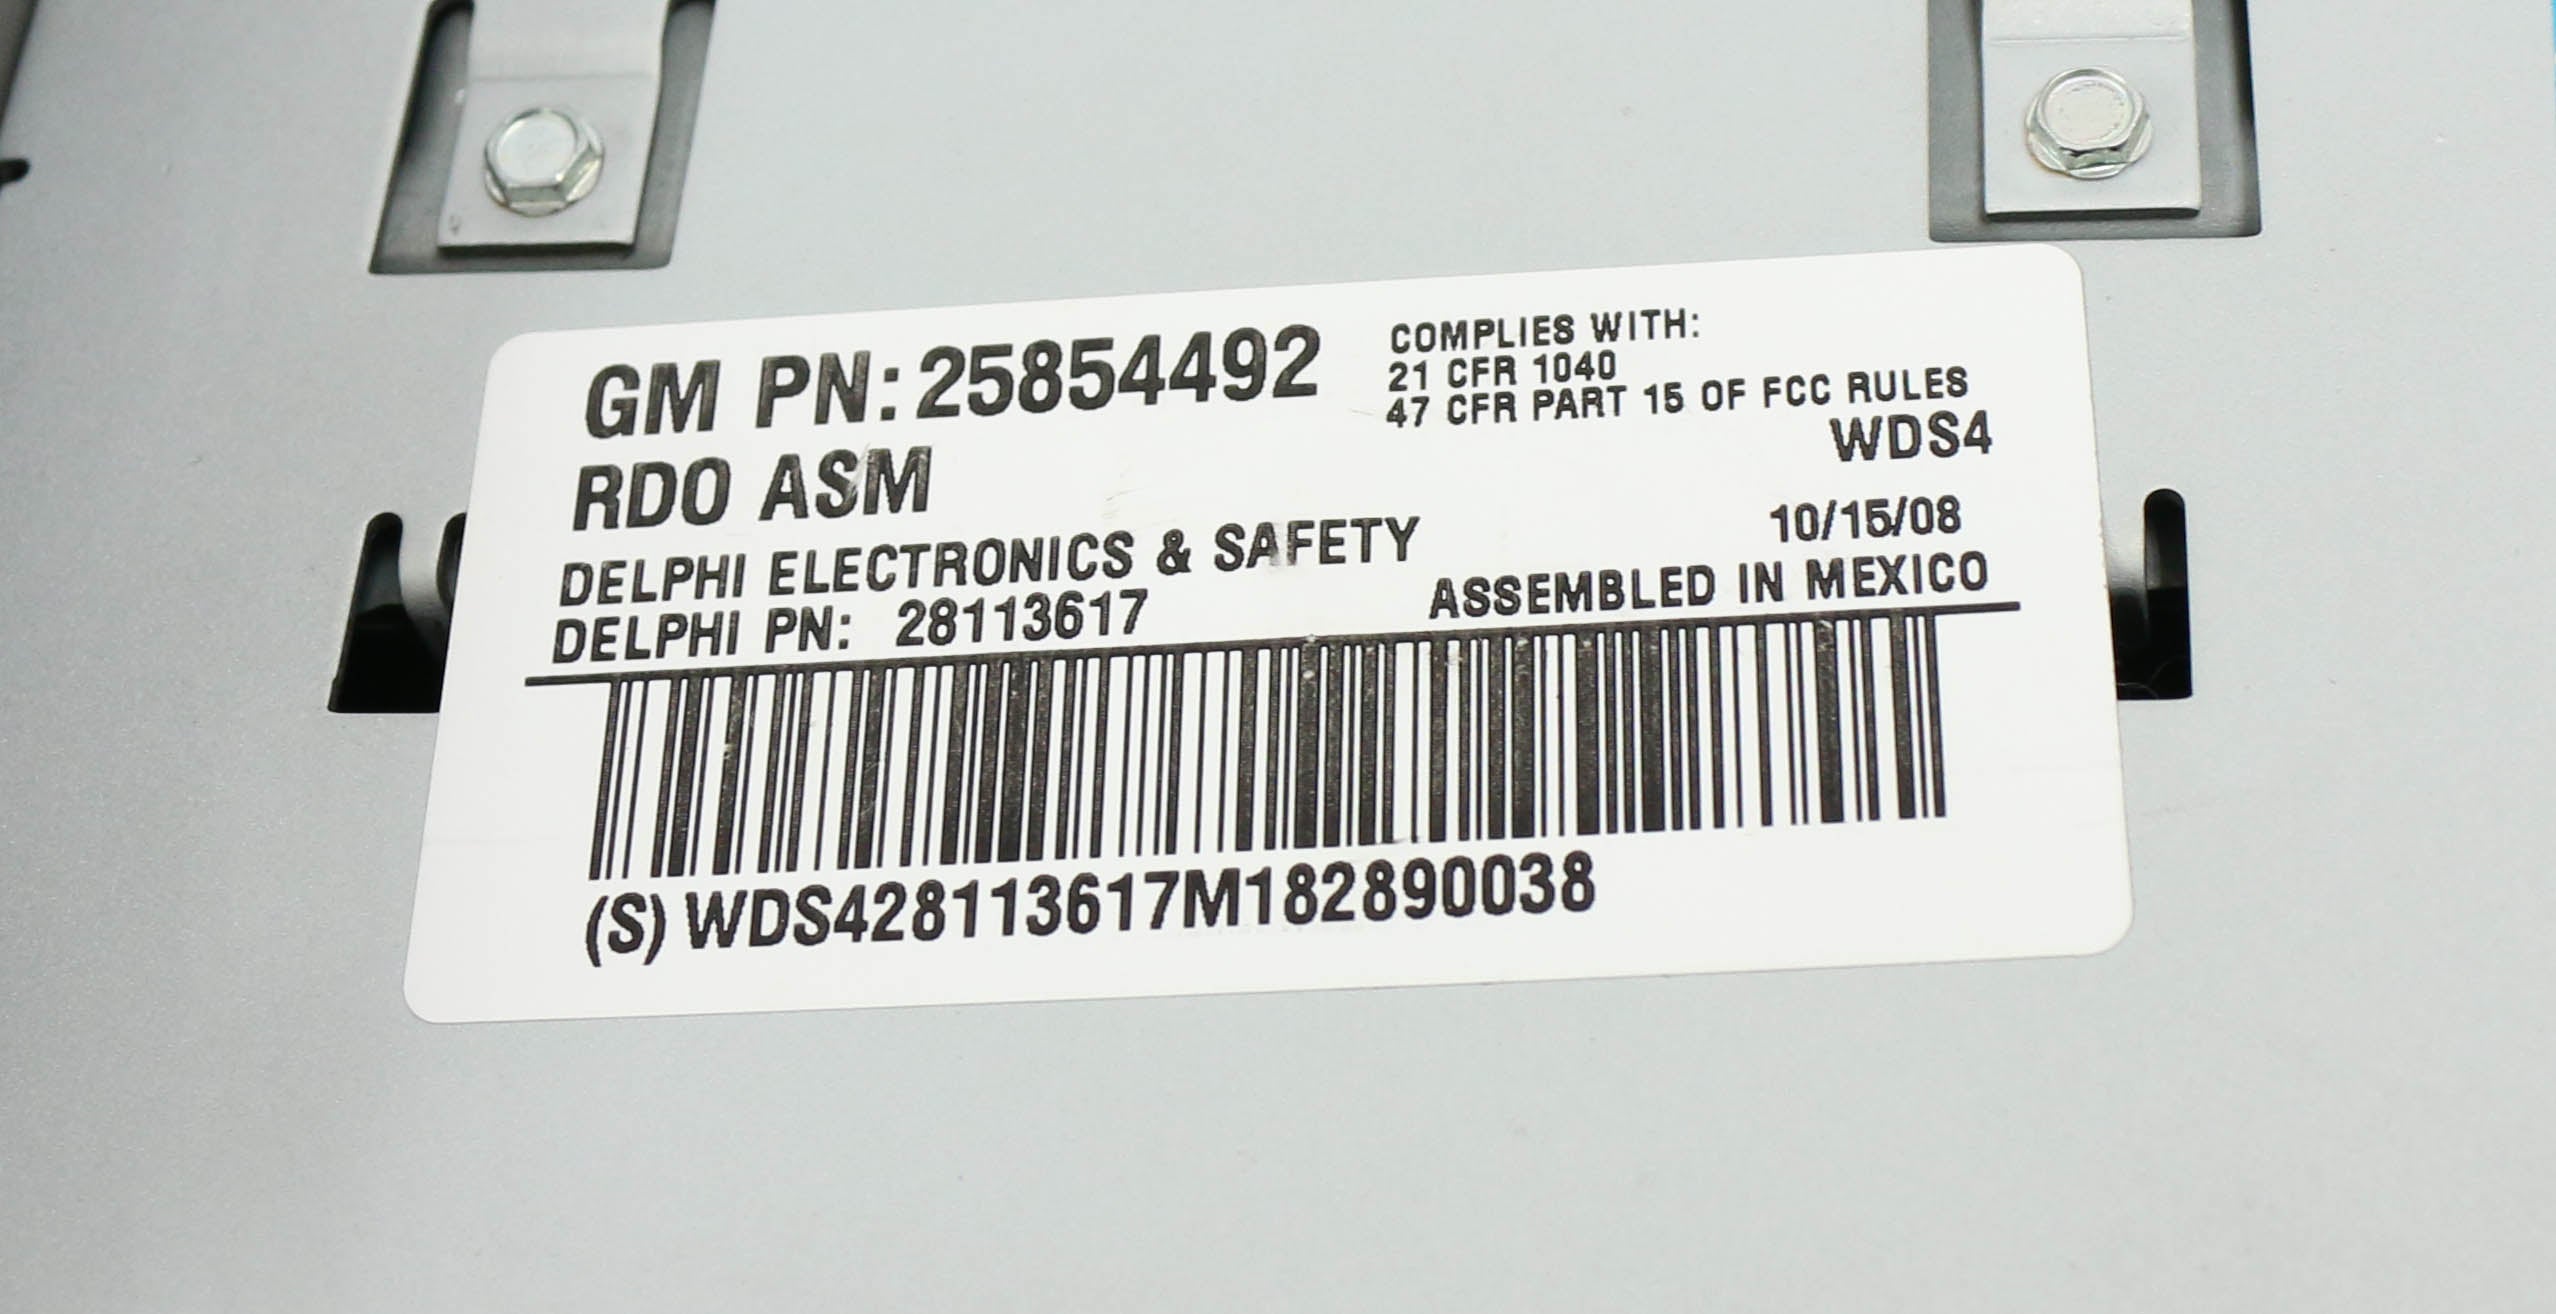 GM PN: 25854492
RDO ASM
COMPLIES WITH:
21 CFR 1040
47 CFR PART 15 OF FCC RULES
WDS4
10/15/08
DELPHI ELECTRONICS & SAFETY
DELPHI PN: 28113617
ASSEMBLED IN MEXICO
(S) WDS428113617M182890038